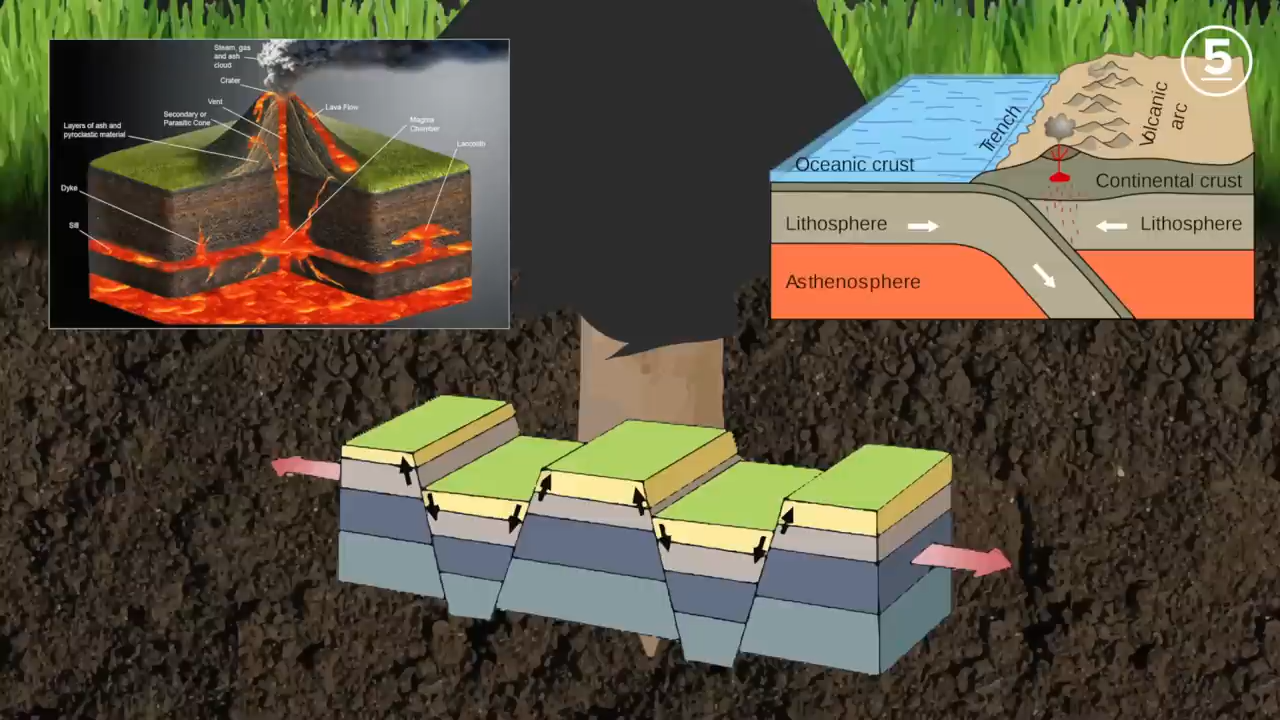 Steam, gas
and ash
cloud
Crater
Vent
Lava Flow
Secondary or
Parasitic Cone
Magma
Chamber
Layers of ash and
pyroclastic material
Laccolith
Dyke
Sill
5
Trench
Volcanic
arc
Oceanic crust
Continental crust
Lithosphere
Lithosphere
Asthenosphere